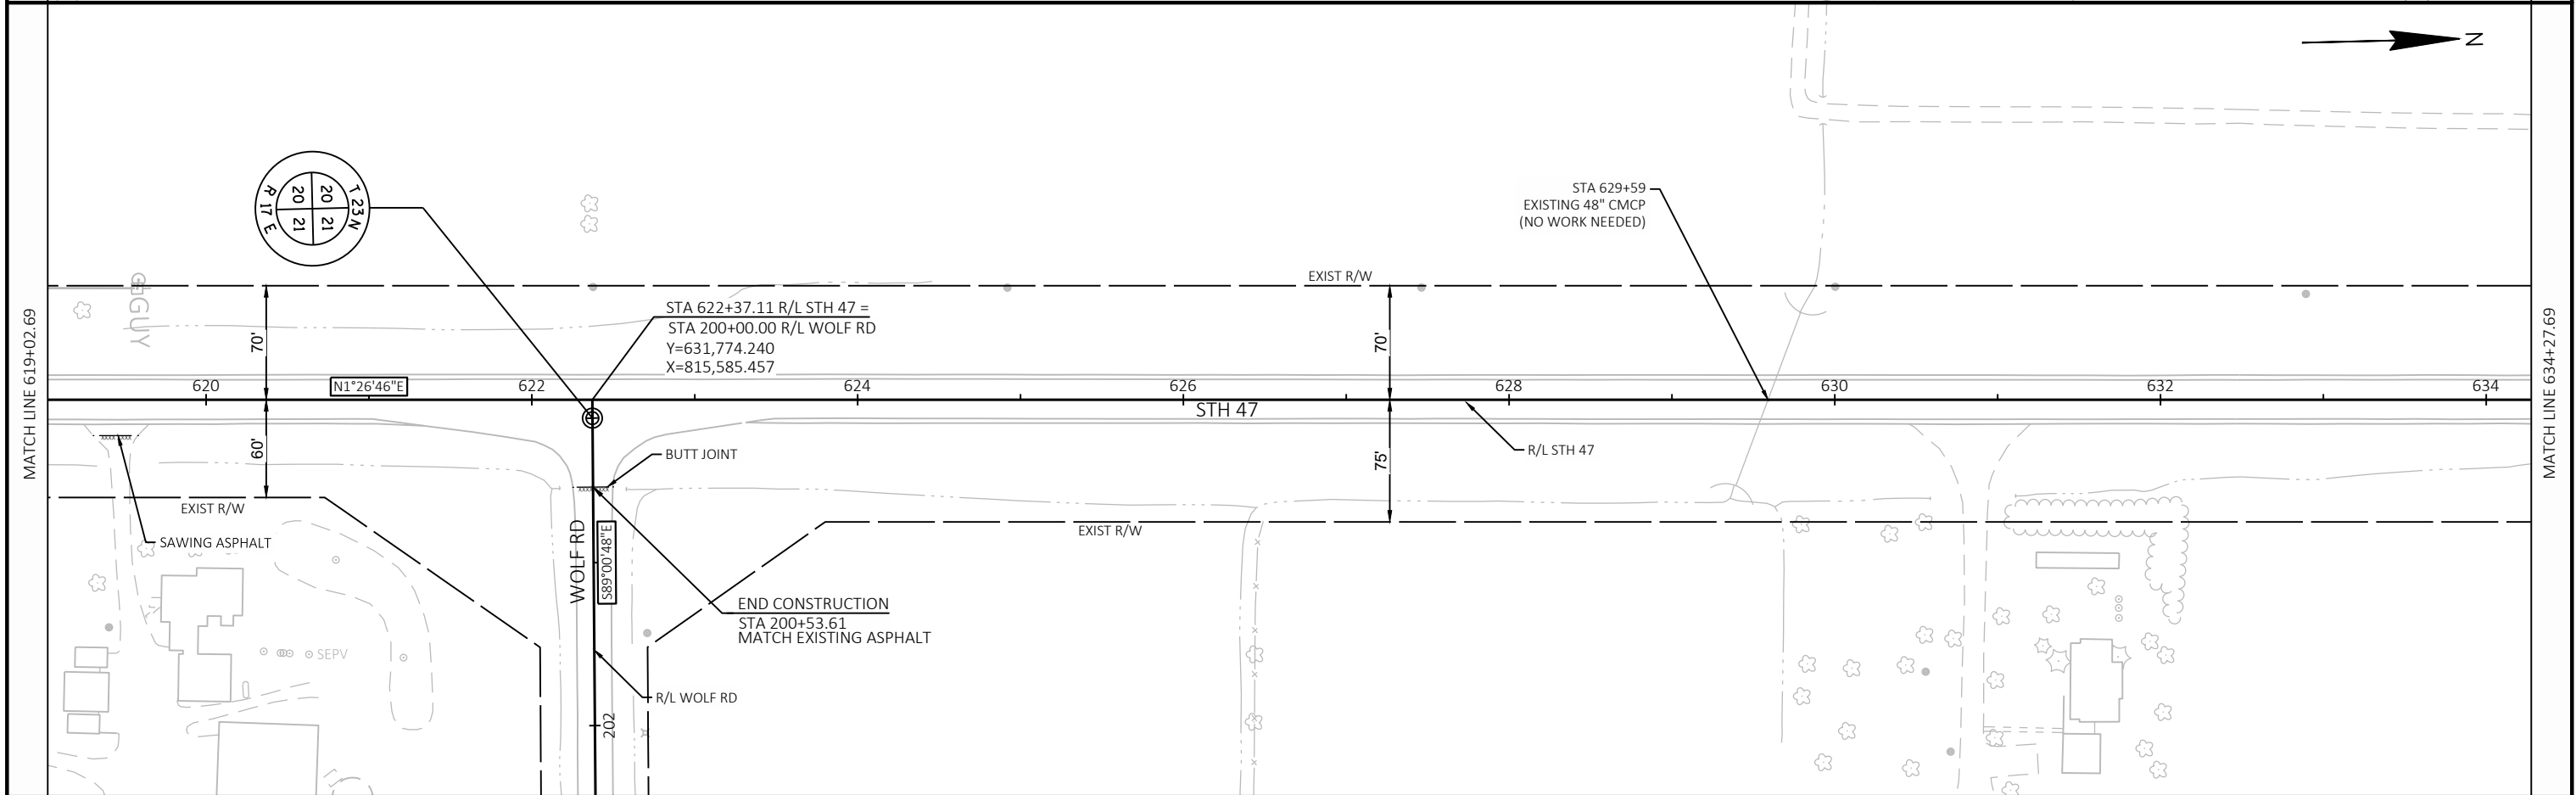 N
T 23 N
R 17 E
20 20
21 21
STA 629+59
EXISTING 48" CMCP
(NO WORK NEEDED)
EXIST R/W
GUY
STA 622+37.11 R/L STH 47 =
STA 200+00.00 R/L WOLF RD
Y=631,774.240
X=815,585.457
70'
70'
MATCH LINE 619+02.69
MATCH LINE 634+27.69
620
N1°26'46"E
622
624
626
628
630
632
634
STH 47
60'
75'
BUTT JOINT
R/L STH 47
EXIST R/W
EXIST R/W
SAWING ASPHALT
WOLF RD
S89°00'48"E
END CONSTRUCTION
STA 200+53.61
MATCH EXISTING ASPHALT
SEPV
R/L WOLF RD
202